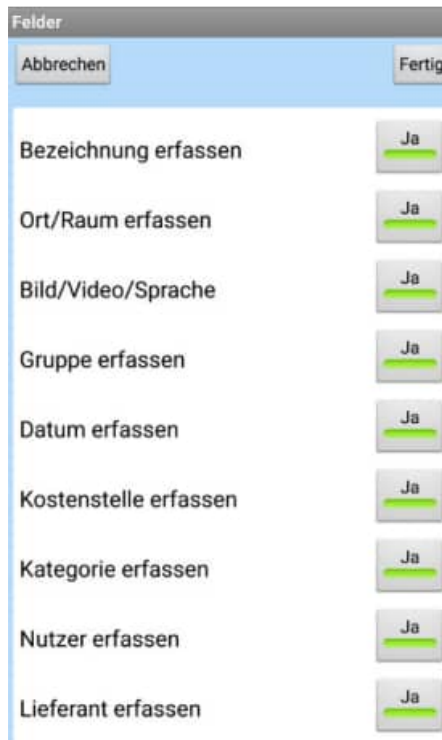 Felder
Abbrechen Fertig
Bezeichnung erfassen Ja
Ort/Raum erfassen Ja
Bild/Video/Sprache Ja
Gruppe erfassen Ja
Datum erfassen Ja
Kostenstelle erfassen Ja
Kategorie erfassen Ja
Nutzer erfassen Ja
Lieferant erfassen Ja